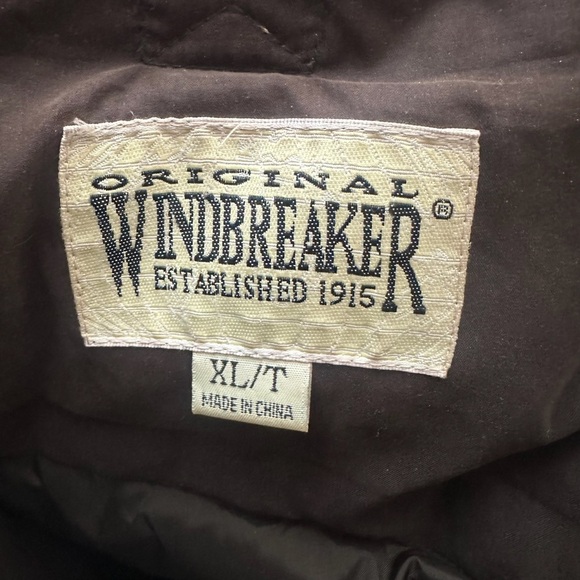 ORIGINAL
WINDBREAKER®
ESTABLISHED 1915
XL/T
MADE IN CHINA